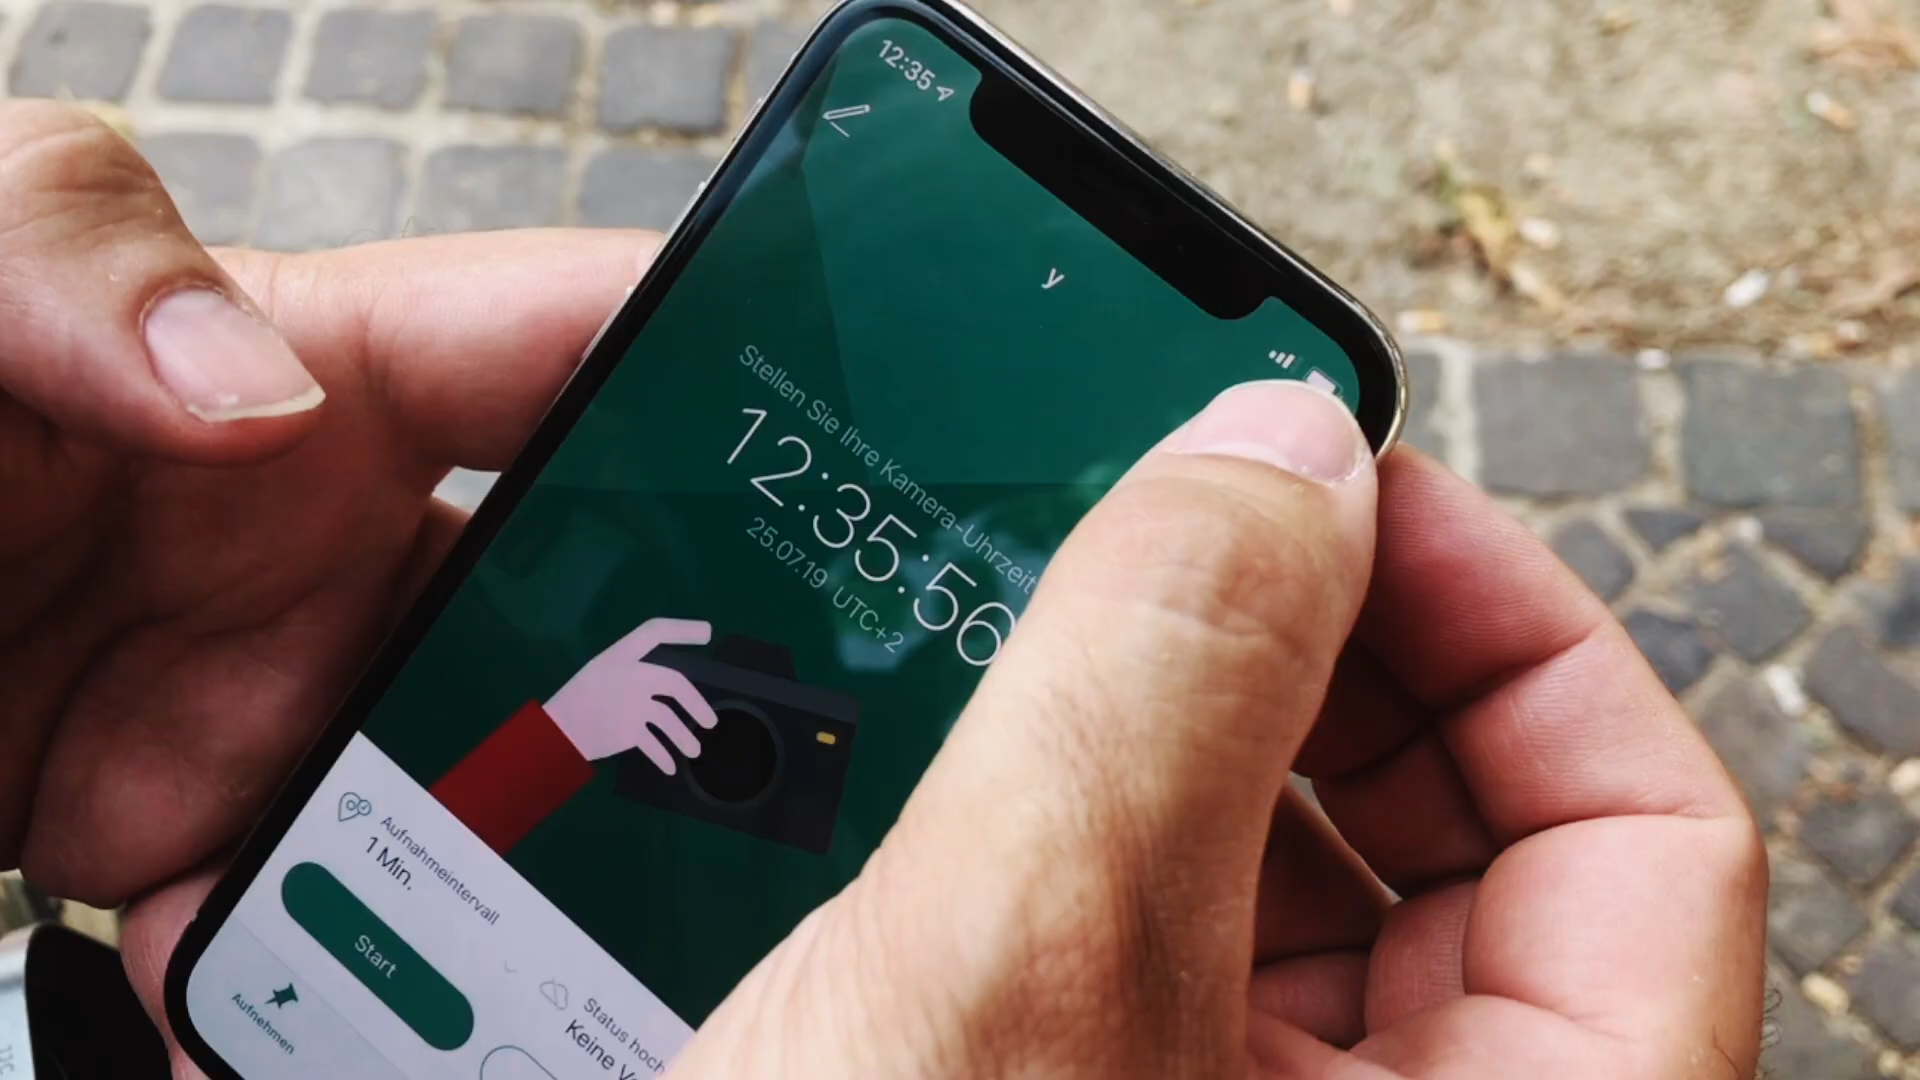 12:35
y
Stellen Sie Ihre Kamera-Uhrzeit
12:35:56
25.07.19 UTC+2
Aufnahmeintervall
1 Min.
Start
Status hoch
Keine
Aufnehmen